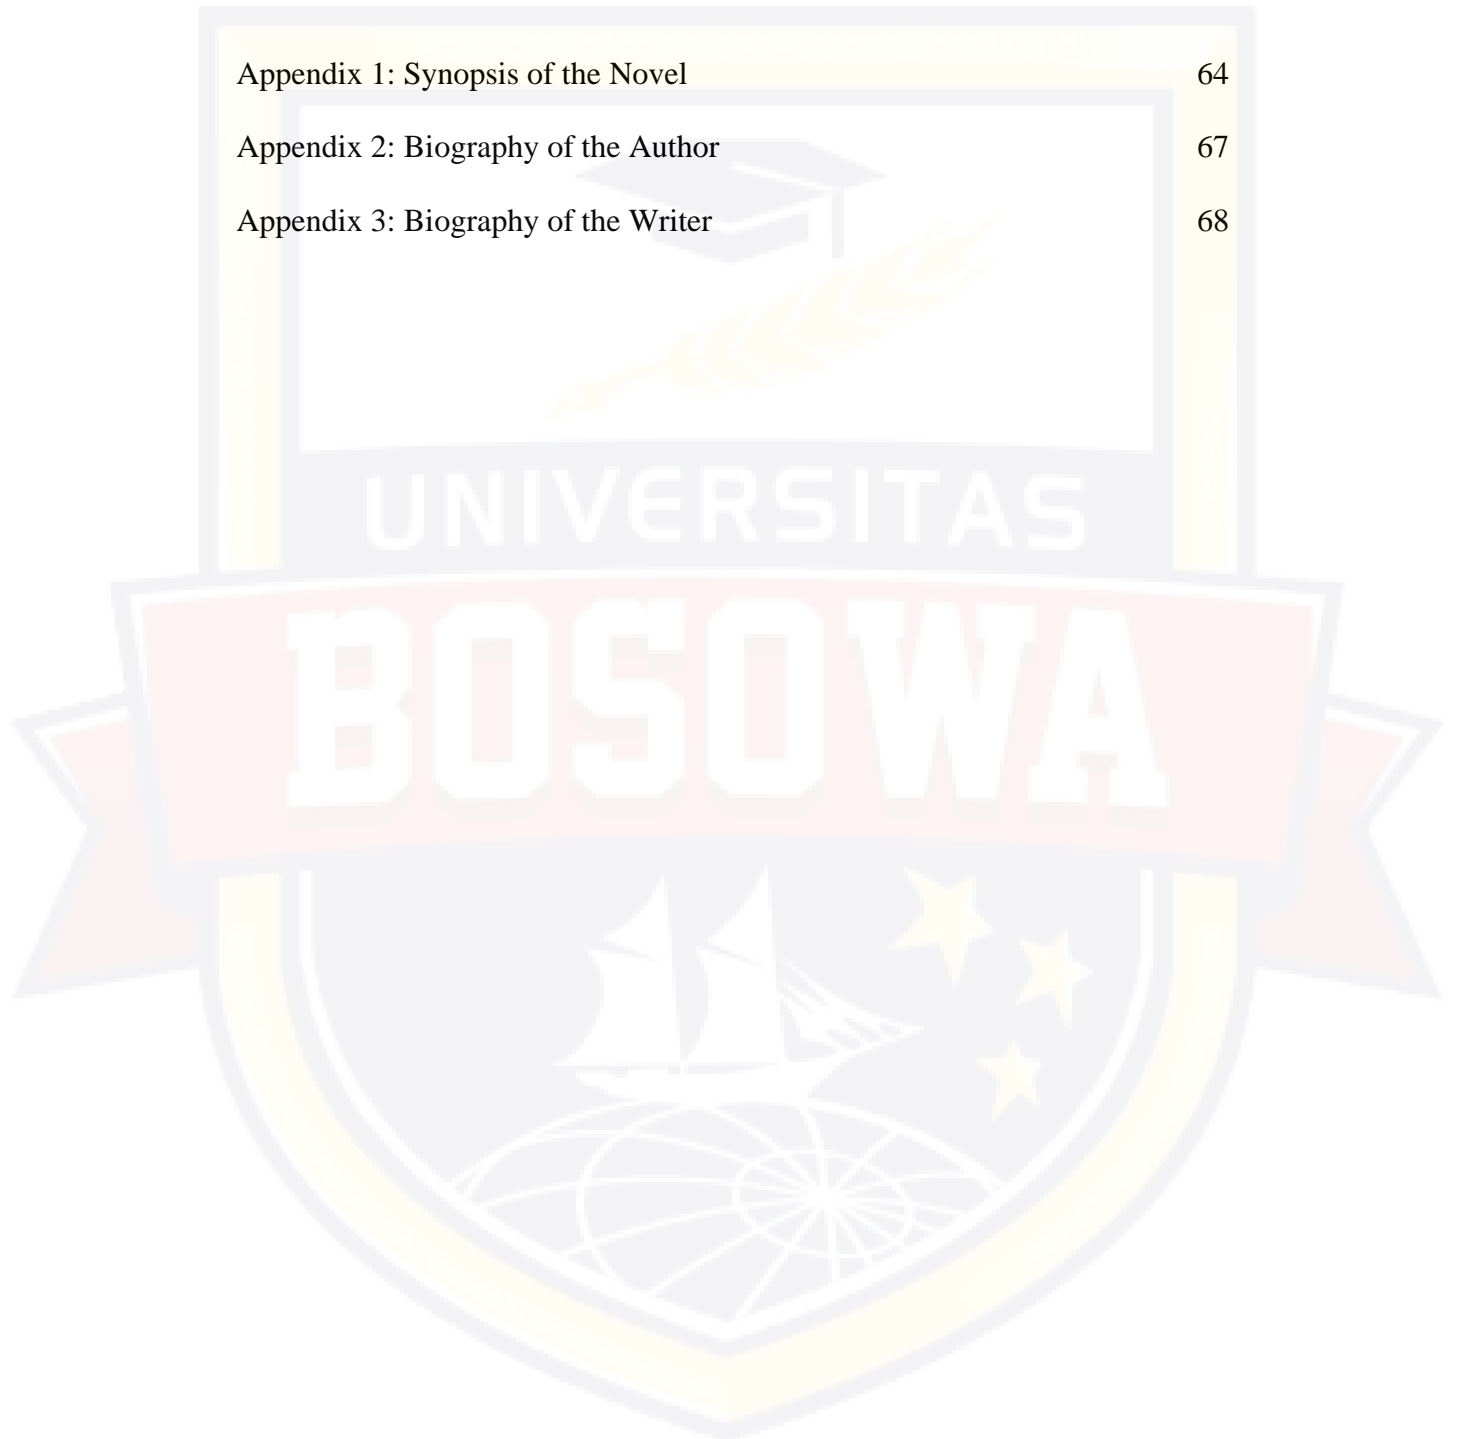 Appendix 1: Synopsis of the Novel 64
Appendix 2: Biography of the Author 67
Appendix 3: Biography of the Writer 68
UNIVERSITAS
BOSOWA